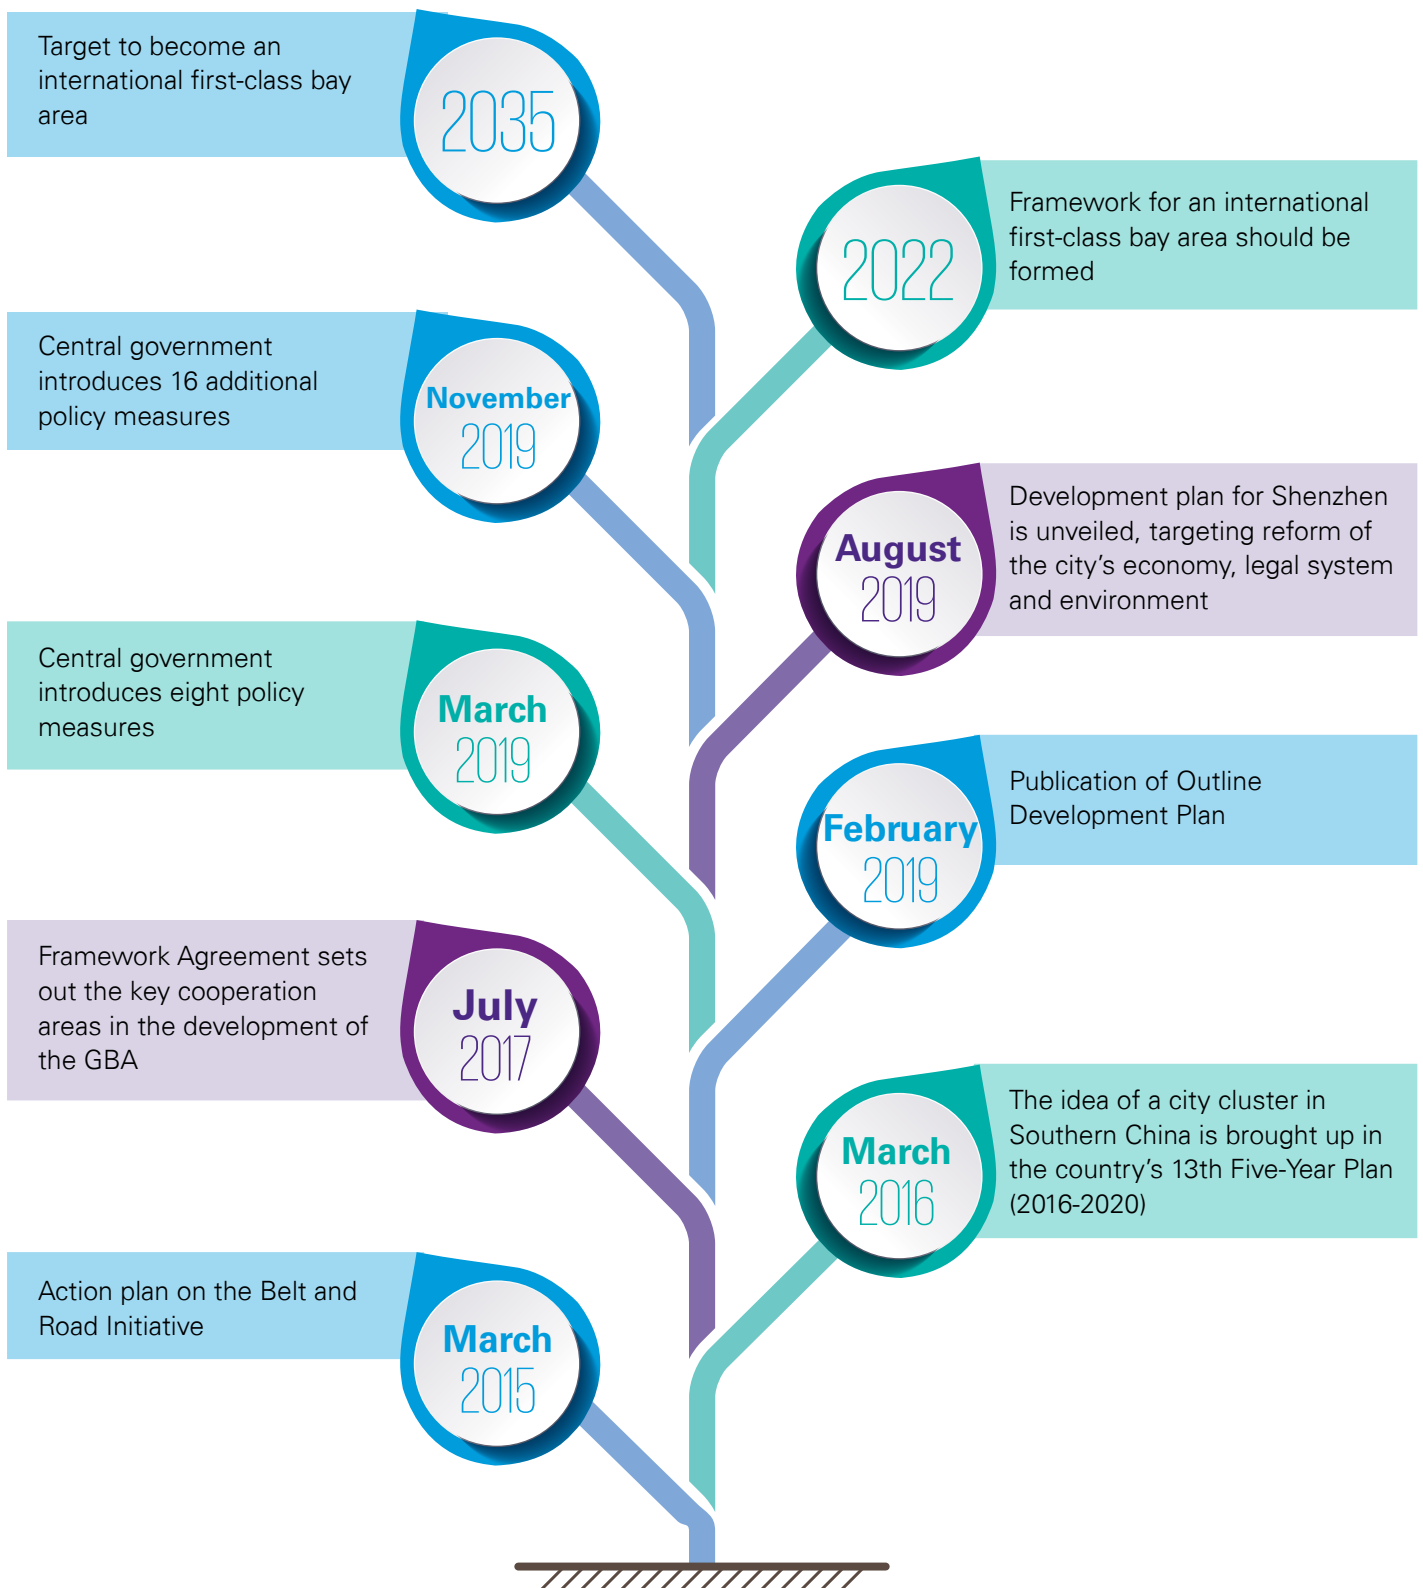 Target to become an
international first-class bay
area
2035
Framework for an international
first-class bay area should be
formed
2022
Central government
introduces 16 additional
policy measures
November
2019
Development plan for Shenzhen
is unveiled, targeting reform of
the city’s economy, legal system
and environment
August
2019
Central government
introduces eight policy
measures
March
2019
Publication of Outline
Development Plan
February
2019
Framework Agreement sets
out the key cooperation
areas in the development of
the GBA
July
2017
The idea of a city cluster in
Southern China is brought up in
the country’s 13th Five-Year Plan
(2016-2020)
March
2016
Action plan on the Belt and
Road Initiative
March
2015